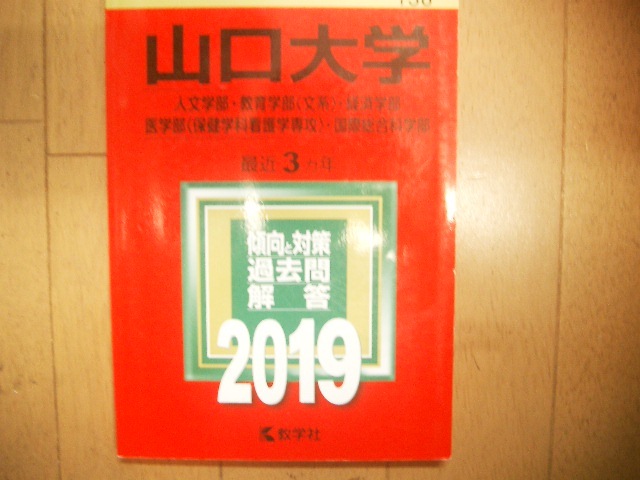 山口大学
人文学部・教育学部〈文系〉・経済学部
医学部〈保健学科看護学専攻〉・国際総合科学部
最近3カ年
傾向と対策
過去問
解答
2019
教学社